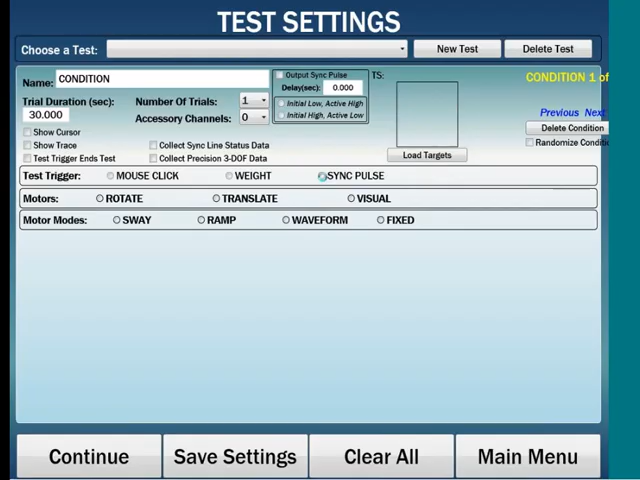 TEST SETTINGS
Choose a Test: New Test Delete Test
Name: CONDITION Output Sync Pulse TS: CONDITION 1 of
Delay(sec): 0.000
Trial Duration (sec): Number Of Trials: 1 Initial Low, Active High
30.000 Accessory Channels: 0 Initial High, Active Low Previous Next
Show Cursor Delete Condition
Show Trace Collect Sync Line Status Data Randomize Conditio
Test Trigger Ends Test Collect Precision 3-DOF Data Load Targets
Test Trigger: MOUSE CLICK WEIGHT SYNC PULSE
Motors: ROTATE TRANSLATE VISUAL
Motor Modes: SWAY RAMP WAVEFORM FIXED
Continue Save Settings Clear All Main Menu